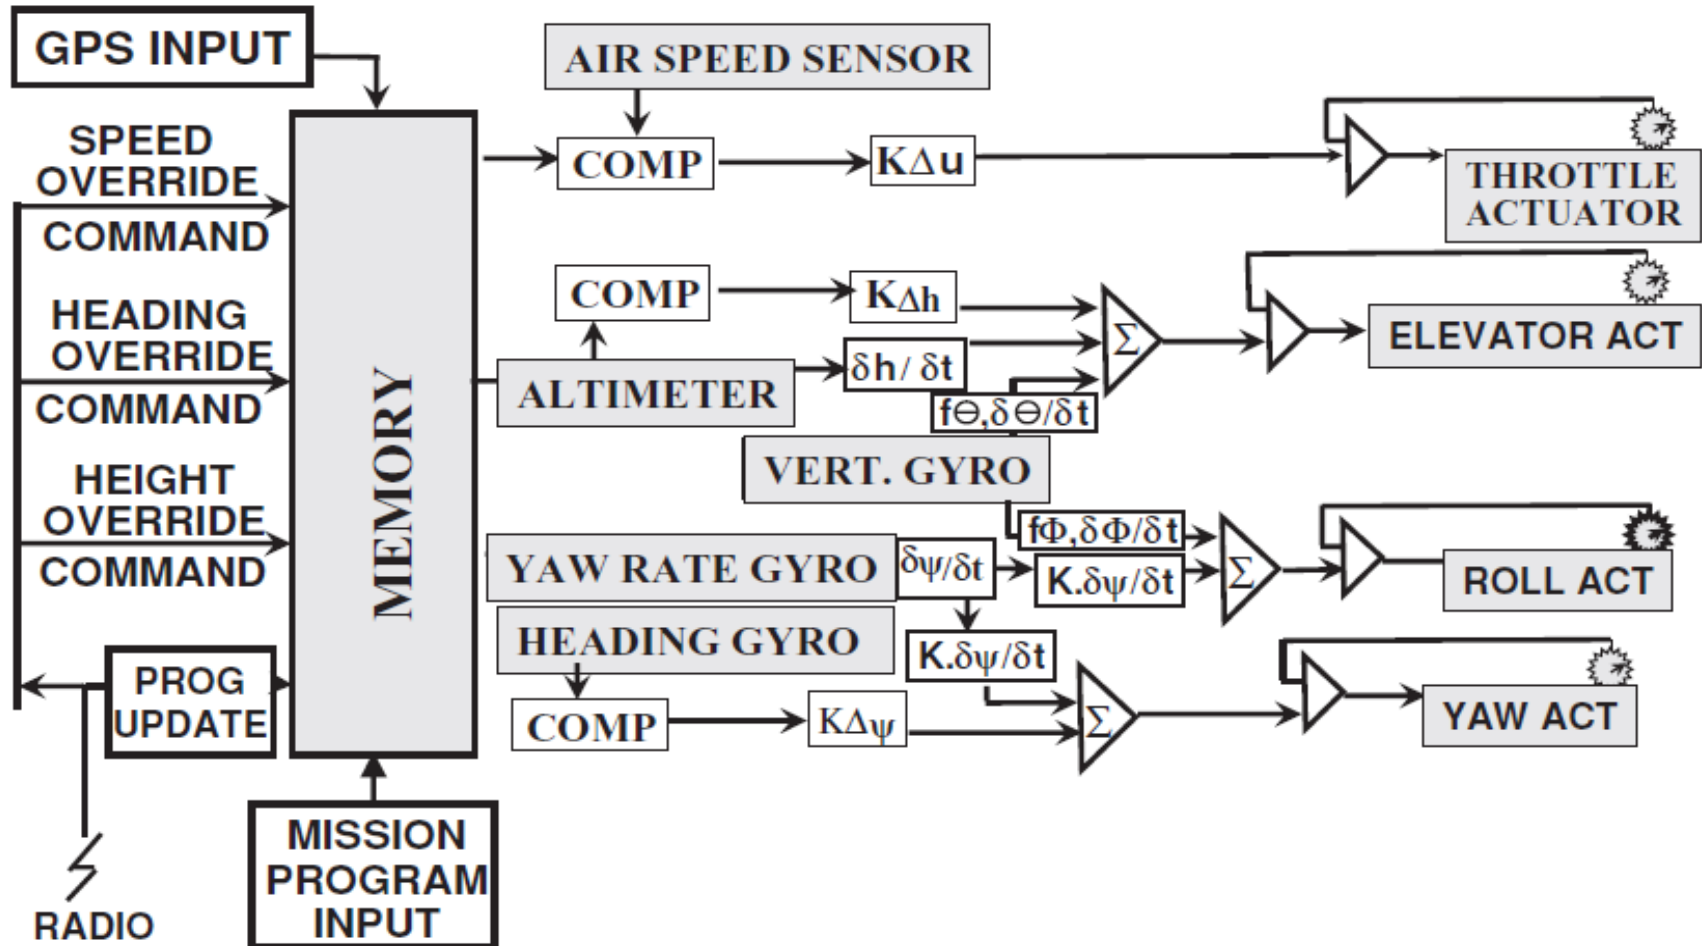 GPS INPUT
AIR SPEED SENSOR
SPEED
OVERRIDE
COMMAND
COMP
KΔu
THROTTLE
ACTUATOR
HEADING
OVERRIDE
COMMAND
COMP
KΔh
Σ
ELEVATOR ACT
ALTIMETER
δh/ δt
fΘ,δΘ/δt
VERT. GYRO
MEMORY
HEIGHT
OVERRIDE
COMMAND
fΦ,δΦ/δt
YAW RATE GYRO
δψ/δt
K.δψ/δt
Σ
ROLL ACT
HEADING GYRO
K.δψ/δt
PROG
UPDATE
COMP
KΔψ
Σ
YAW ACT
MISSION
PROGRAM
INPUT
RADIO